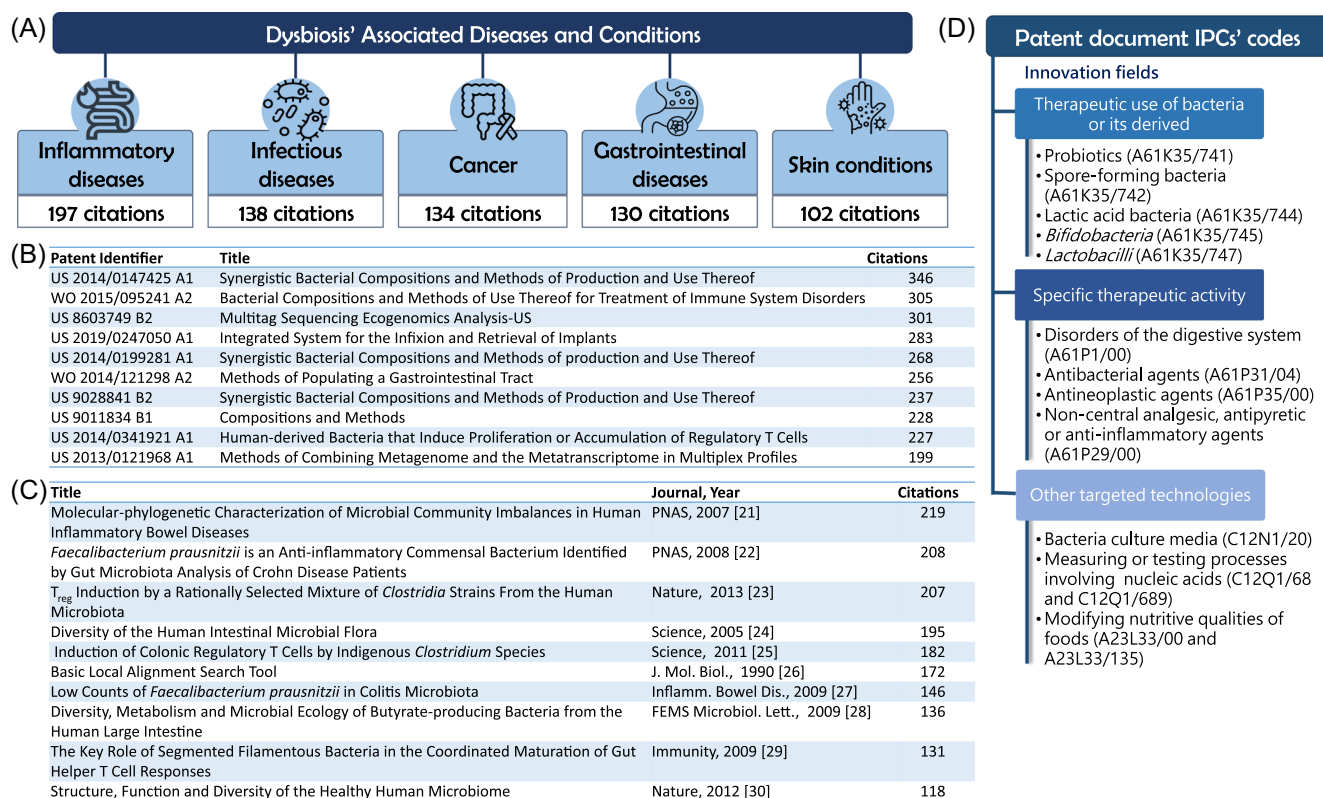 (A)
Dysbiosis' Associated Diseases and Conditions
Inflammatory
diseases
197 citations
Infectious
diseases
138 citations
Cancer
134 citations
Gastrointestinal
diseases
130 citations
Skin conditions
102 citations
(B)
Patent Identifier Title Citations
US 2014/0147425 A1 Synergistic Bacterial Compositions and Methods of Production and Use Thereof 346
WO 2015/095241 A2 Bacterial Compositions and Methods of Use Thereof for Treatment of Immune System Disorders 305
US 8603749 B2 Multitag Sequencing Ecogenomics Analysis-US 301
US 2019/0247050 A1 Integrated System for the Infixion and Retrieval of Implants 283
US 2014/0199281 A1 Synergistic Bacterial Compositions and Methods of production and Use Thereof 268
WO 2014/121298 A2 Methods of Populating a Gastrointestinal Tract 256
US 9028841 B2 Synergistic Bacterial Compositions and Methods of Production and Use Thereof 237
US 9011834 B1 Compositions and Methods 228
US 2014/0341921 A1 Human-derived Bacteria that Induce Proliferation or Accumulation of Regulatory T Cells 227
US 2013/0121968 A1 Methods of Combining Metagenome and the Metatranscriptome in Multiplex Profiles 199
(C)
Title Journal, Year Citations
Molecular-phylogenetic Characterization of Microbial Community Imbalances in Human PNAS, 2007 [21] 219
Inflammatory Bowel Diseases
Faecalibacterium prausnitzii is an Anti-inflammatory Commensal Bacterium Identified PNAS, 2008 [22] 208
by Gut Microbiota Analysis of Crohn Disease Patients
Treg Induction by a Rationally Selected Mixture of Clostridia Strains From the Human Nature, 2013 [23] 207
Microbiota
Diversity of the Human Intestinal Microbial Flora Science, 2005 [24] 195
Induction of Colonic Regulatory T Cells by Indigenous Clostridium Species Science, 2011 [25] 182
Basic Local Alignment Search Tool J. Mol. Biol., 1990 [26] 172
Low Counts of Faecalibacterium prausnitzii in Colitis Microbiota Inflamm. Bowel Dis., 2009 [27] 146
Diversity, Metabolism and Microbial Ecology of Butyrate-producing Bacteria from the FEMS Microbiol. Lett., 2009 [28] 136
Human Large Intestine
The Key Role of Segmented Filamentous Bacteria in the Coordinated Maturation of Gut Immunity, 2009 [29] 131
Helper T Cell Responses
Structure, Function and Diversity of the Healthy Human Microbiome Nature, 2012 [30] 118
(D)
Patent document IPCs' codes
Innovation fields
Therapeutic use of bacteria
or its derived
• Probiotics (A61K35/741)
• Spore-forming bacteria
(A61K35/742)
• Lactic acid bacteria (A61K35/744)
• Bifidobacteria (A61K35/745)
• Lactobacilli (A61K35/747)
Specific therapeutic activity
• Disorders of the digestive system
(A61P1/00)
• Antibacterial agents (A61P31/04)
• Antineoplastic agents (A61P35/00)
• Non-central analgesic, antipyretic
or anti-inflammatory agents
(A61P29/00)
Other targeted technologies
• Bacteria culture media (C12N1/20)
• Measuring or testing processes
involving nucleic acids (C12Q1/68
and C12Q1/689)
• Modifying nutritive qualities of
foods (A23L33/00 and
A23L33/135)